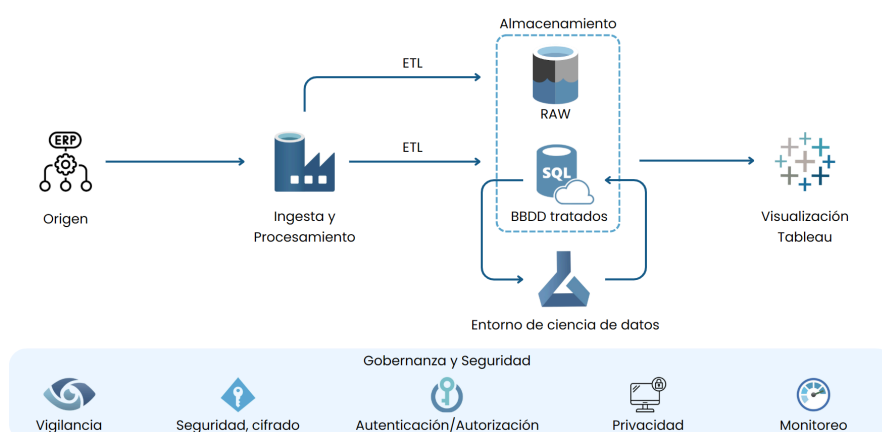 Almacenamiento
ETL
RAW
ERP
ETL
SQL
Origen
Ingesta y
Procesamiento
BBDD tratados
Visualización
Tableau
Entorno de ciencia de datos
Gobernanza y Seguridad
Vigilancia
Seguridad, cifrado
Autenticación/Autorización
Privacidad
Monitoreo